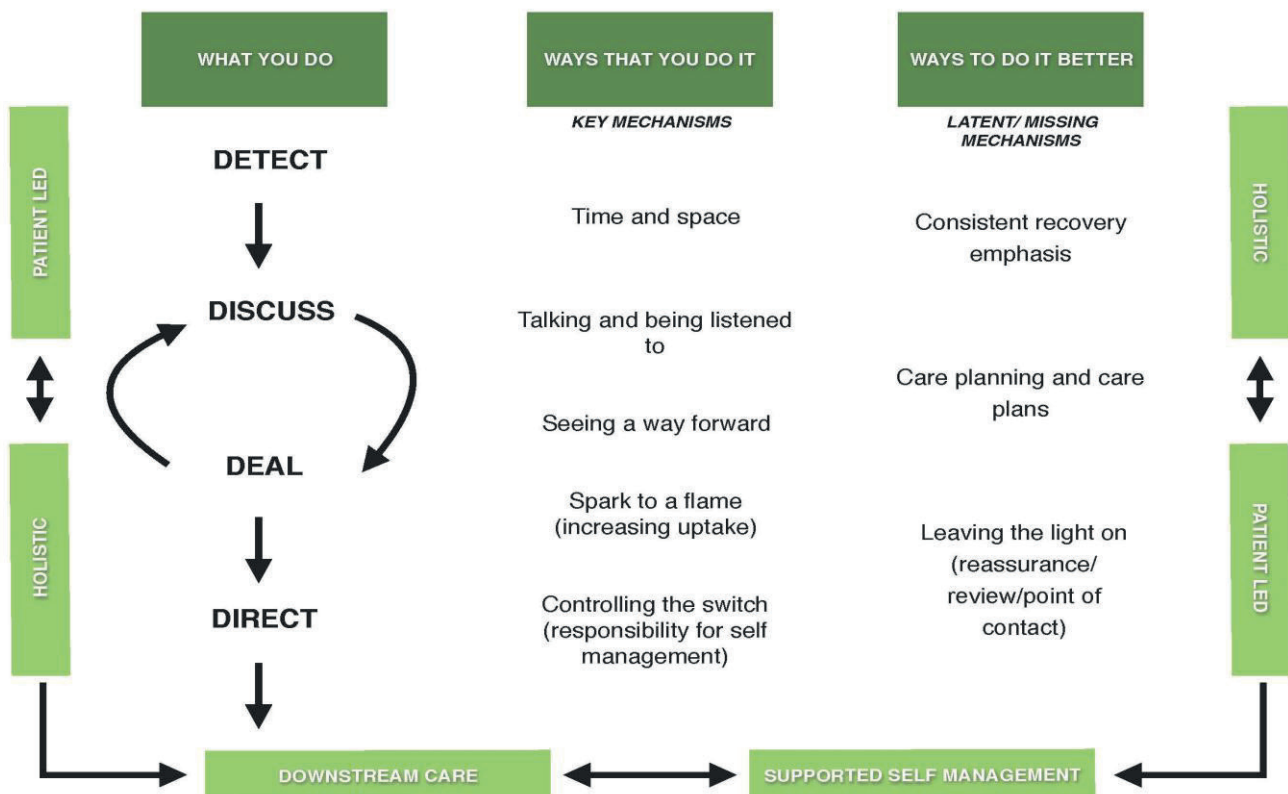 WHAT YOU DO
WAYS THAT YOU DO IT
WAYS TO DO IT BETTER
KEY MECHANISMS
LATENT/ MISSING
MECHANISMS
PATIENT LED
HOLISTIC
DETECT
DISCUSS
DEAL
DIRECT
Time and space
Talking and being listened
to
Seeing a way forward
Spark to a flame
(increasing uptake)
Controlling the switch
(responsibility for self
management)
Consistent recovery
emphasis
Care planning and care
plans
Leaving the light on
(reassurance/
review/point of
contact)
HOLISTIC
PATIENT LED
DOWNSTREAM CARE
SUPPORTED SELF MANAGEMENT